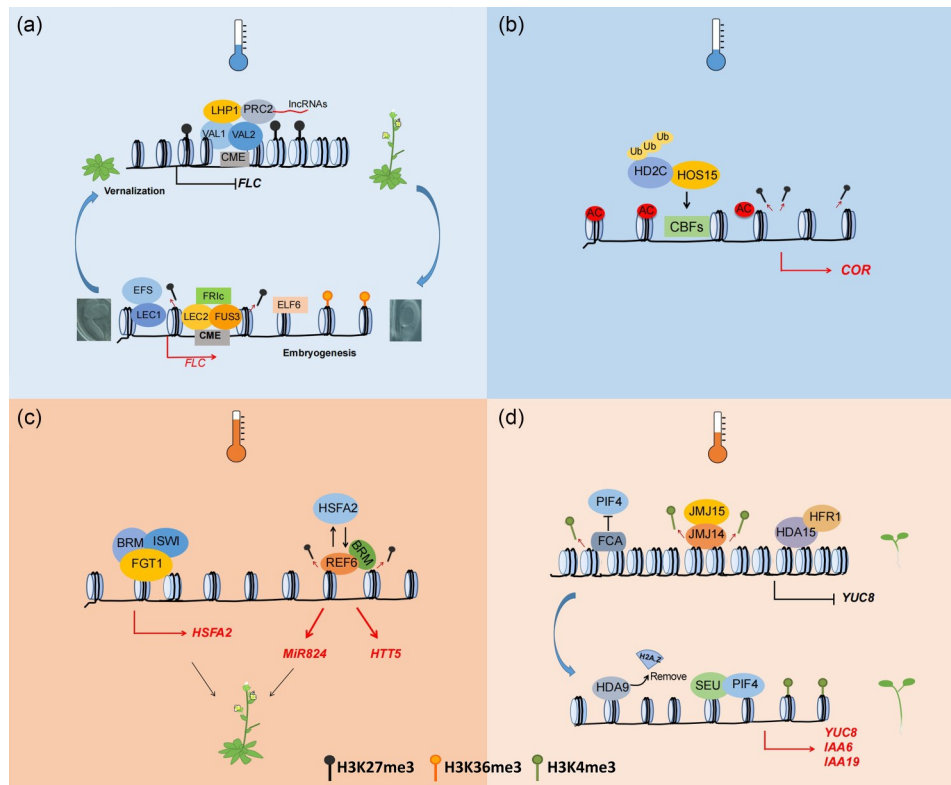 (a)
LHP1
PRC2
lncRNAs
VAL1
VAL2
CME
Vernalization
FLC
EFS
LEC1
FRIc
LEC2
FUS3
CME
ELF6
FLC
Embryogenesis
(b)
Ub
Ub
Ub
Ub
HD2C
HOS15
AC
AC
AC
CBFs
COR
(c)
HSFA2
BRM
ISWI
FGT1
REF6
BRM
HSFA2
MiR824
HTT5
(d)
PIF4
FCA
JMJ15
JMJ14
HFR1
HDA15
YUC8
H2A.Z
Remove
HDA9
SEU
PIF4
YUC8
IAA6
IAA19
H3K27me3
H3K36me3
H3K4me3